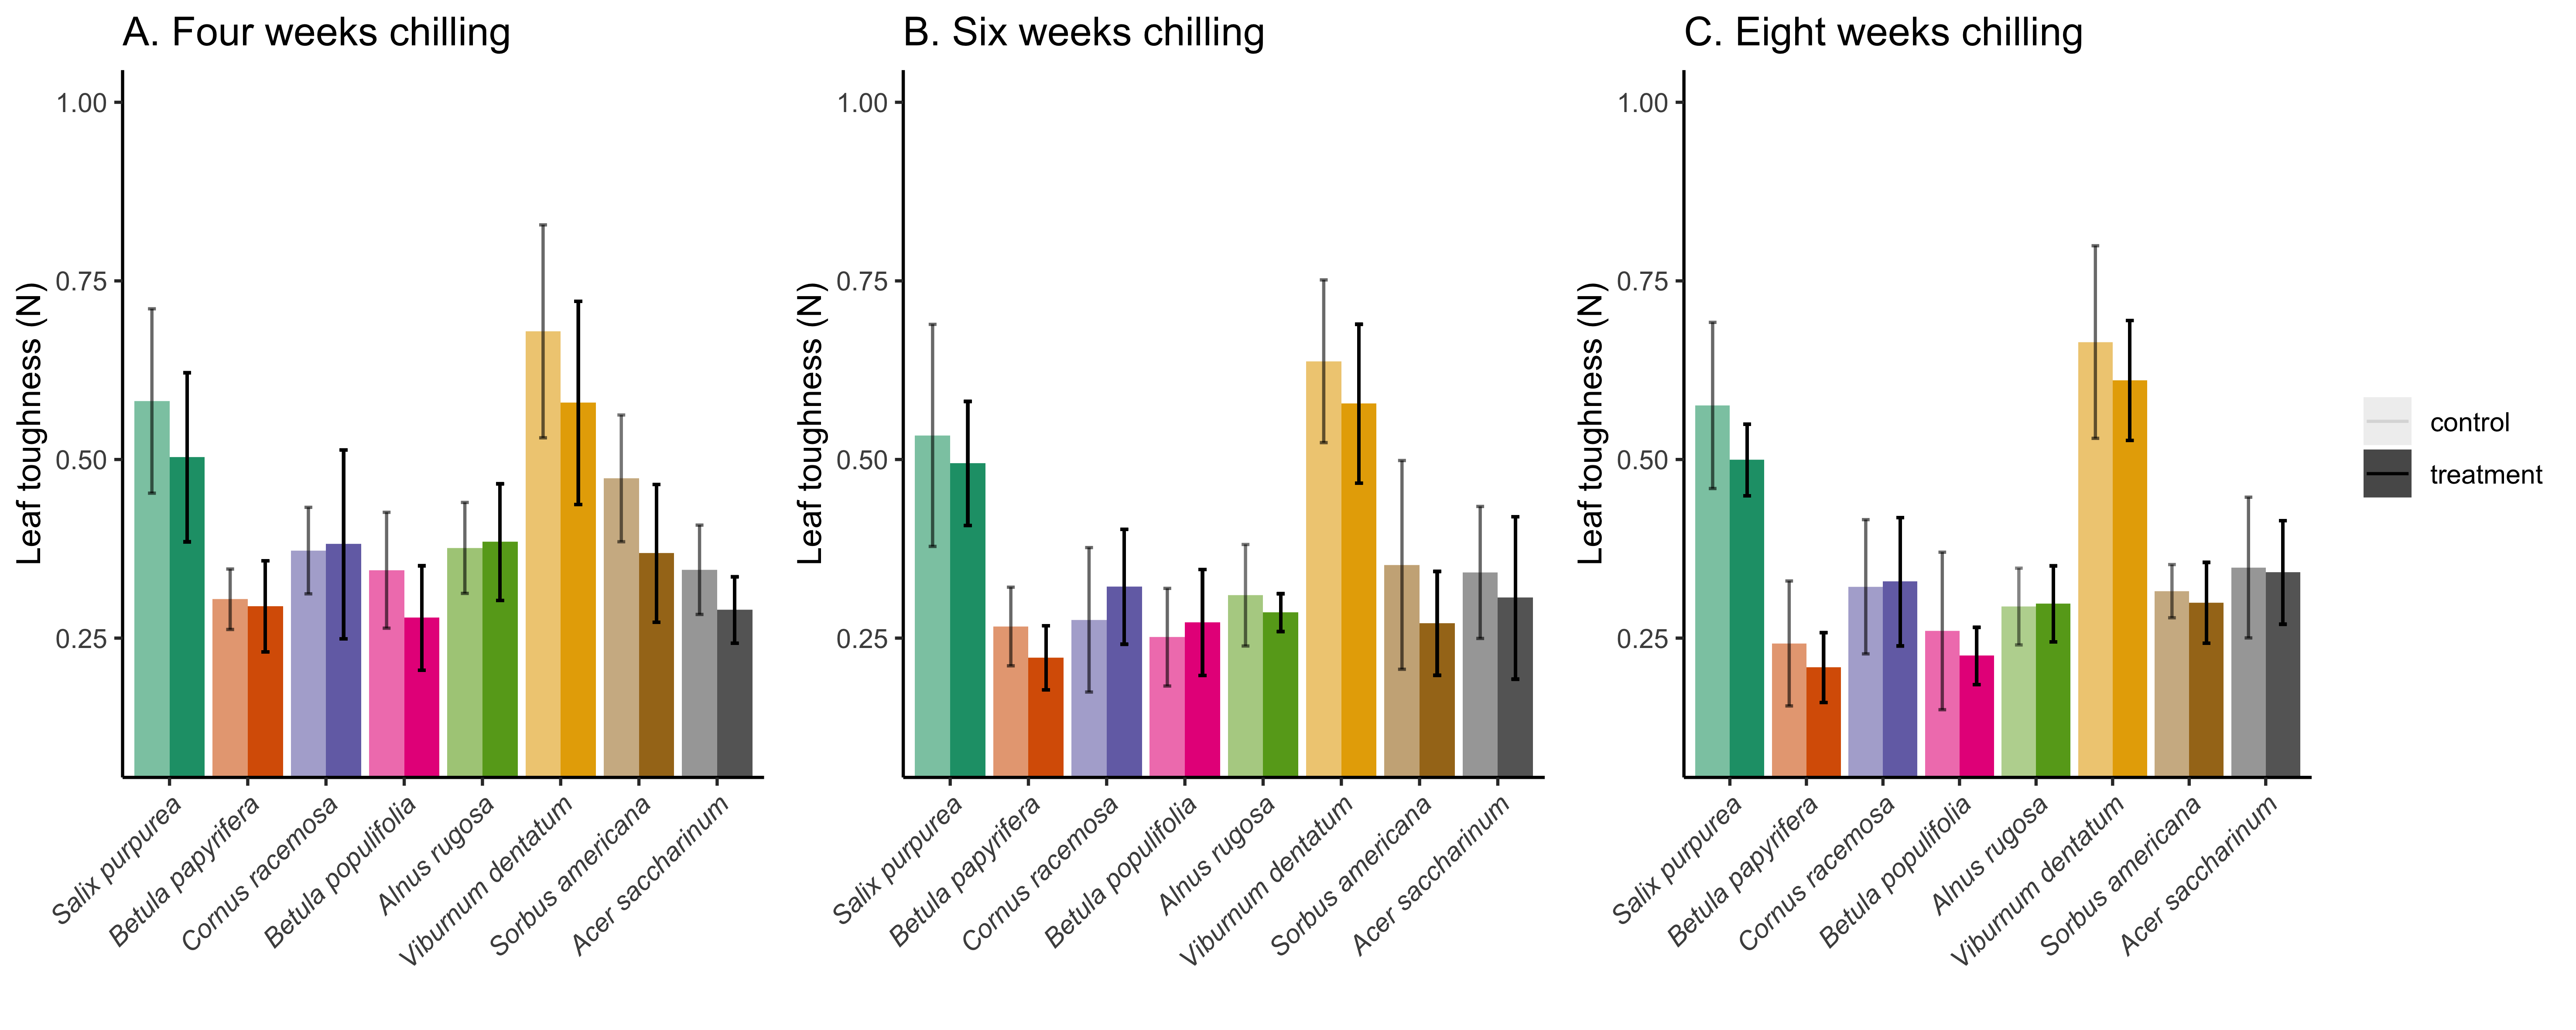 A. Four weeks chilling
Leaf toughness (N)
1.00
0.75
0.50
0.25
Salix purpurea
Betula papyrifera
Cornus racemosa
Betula populifolia
Alnus rugosa
Viburnum dentatum
Sorbus americana
Acer saccharinum
B. Six weeks chilling
Leaf toughness (N)
1.00
0.75
0.50
0.25
Salix purpurea
Betula papyrifera
Cornus racemosa
Betula populifolia
Alnus rugosa
Viburnum dentatum
Sorbus americana
Acer saccharinum
C. Eight weeks chilling
Leaf toughness (N)
1.00
0.75
0.50
0.25
Salix purpurea
Betula papyrifera
Cornus racemosa
Betula populifolia
Alnus rugosa
Viburnum dentatum
Sorbus americana
Acer saccharinum
control
treatment